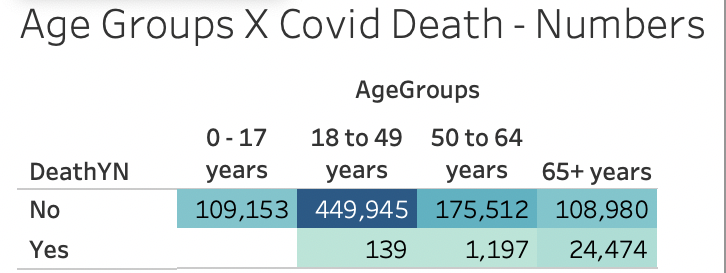 Age Groups X Covid Death - Numbers
AgeGroups
0 - 17 18 to 49 50 to 64
DeathYN years years years 65+ years
No 109,153 449,945 175,512 108,980
Yes 139 1,197 24,474